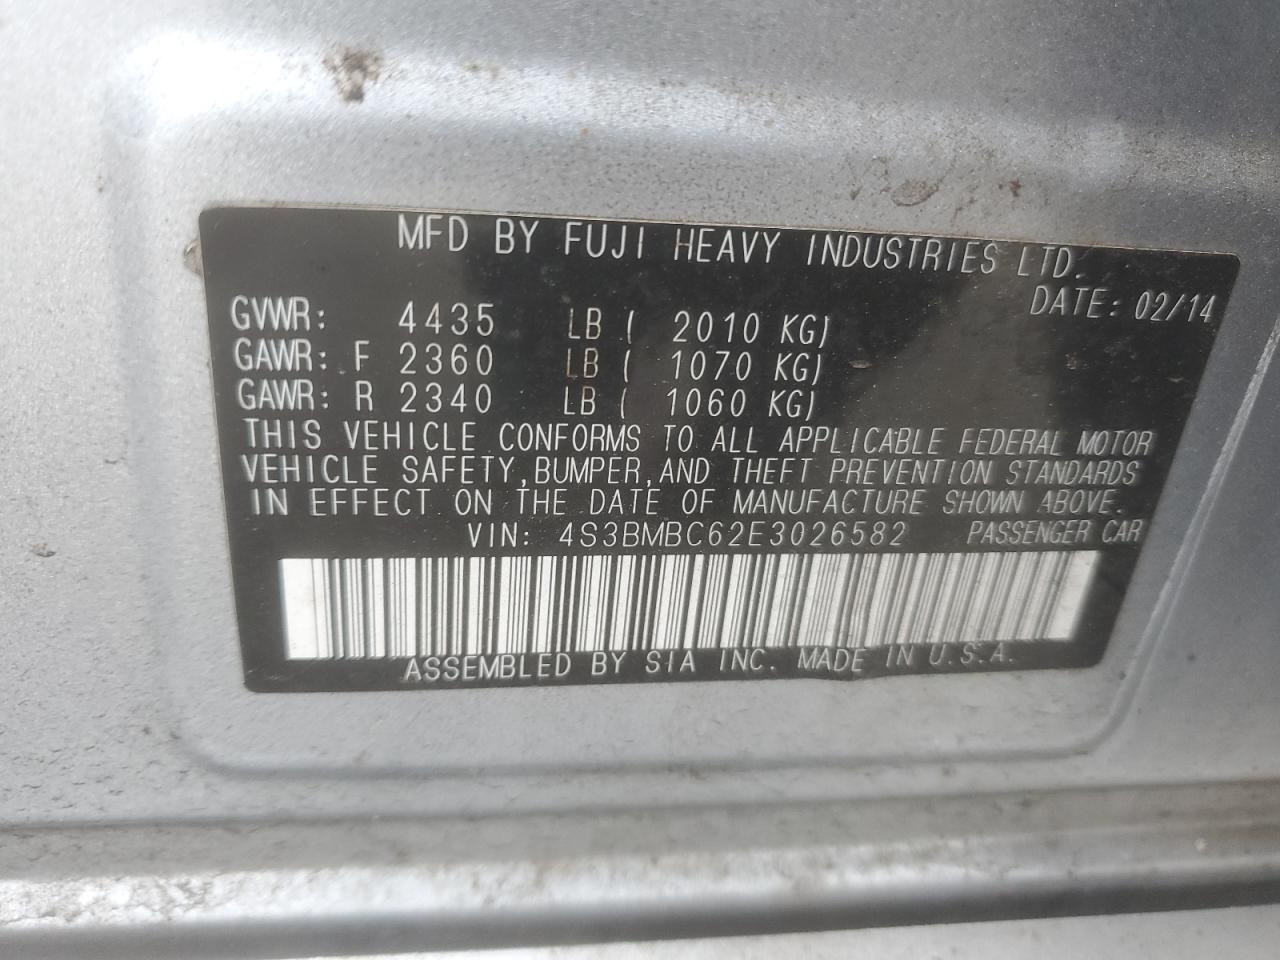 MFD BY FUJI HEAVY INDUSTRIES LTD.
DATE: 02/14
GVWR: 4435 LB ( 2010 KG)
GAWR: F 2360 LB ( 1070 KG)
GAWR: R 2340 LB ( 1060 KG)
THIS VEHICLE CONFORMS TO ALL APPLICABLE FEDERAL MOTOR
VEHICLE SAFETY,BUMPER,AND THEFT PREVENTION STANDARDS
IN EFFECT ON THE DATE OF MANUFACTURE SHOWN ABOVE.
VIN: 4S3BMBC62E3026582 PASSENGER CAR
ASSEMBLED BY SIA INC. MADE IN U.S.A.